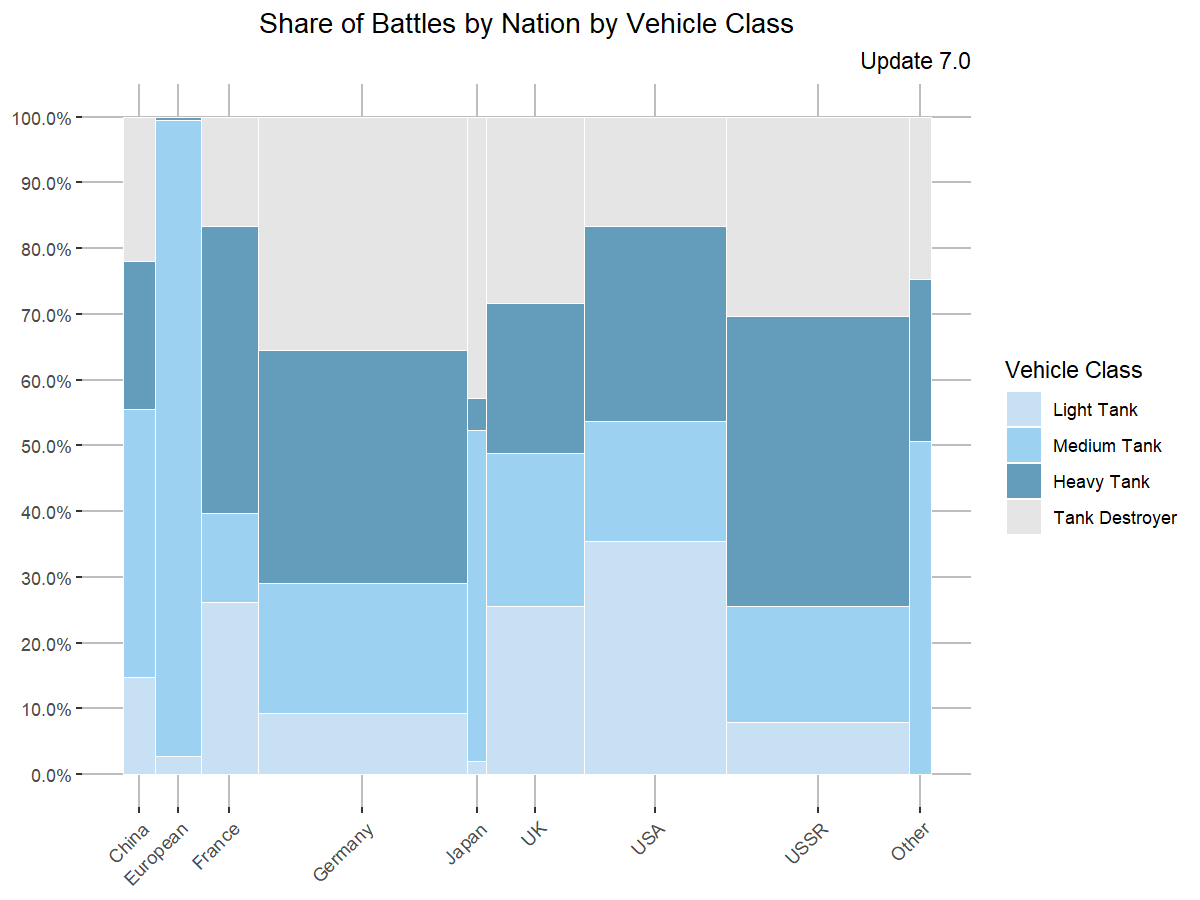 Share of Battles by Nation by Vehicle Class
Update 7.0
100.0%
90.0%
80.0%
70.0%
60.0%
50.0%
40.0%
30.0%
20.0%
10.0%
0.0%
China
European
France
Germany
Japan
UK
USA
USSR
Other
Vehicle Class
Light Tank
Medium Tank
Heavy Tank
Tank Destroyer